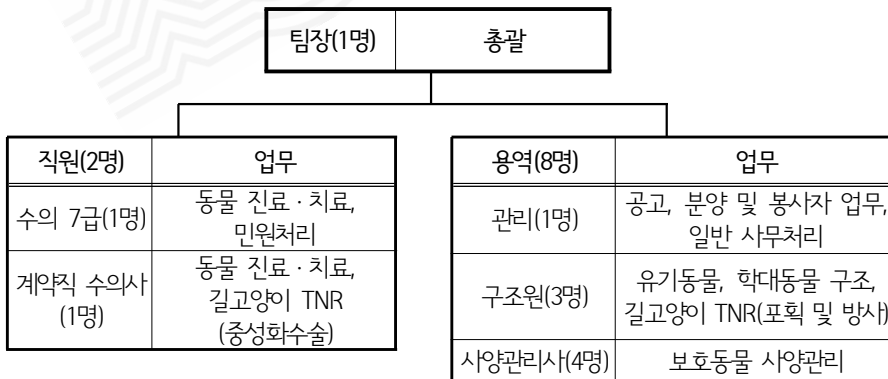 팀장(1명) 총괄
직원(2명) 업무
수의 7급(1명) 동물 진료·치료,
민원처리
계약직 수의사
(1명)
동물 진료·치료,
길고양이 TNR
(중성화수술)
용역(8명) 업무
관리(1명) 공고, 분양 및 봉사자 업무,
일반 사무처리
구조원(3명) 유기동물, 학대동물 구조,
길고양이 TNR(포획 및 방사)
사양관리사(4명) 보호동물 사양관리